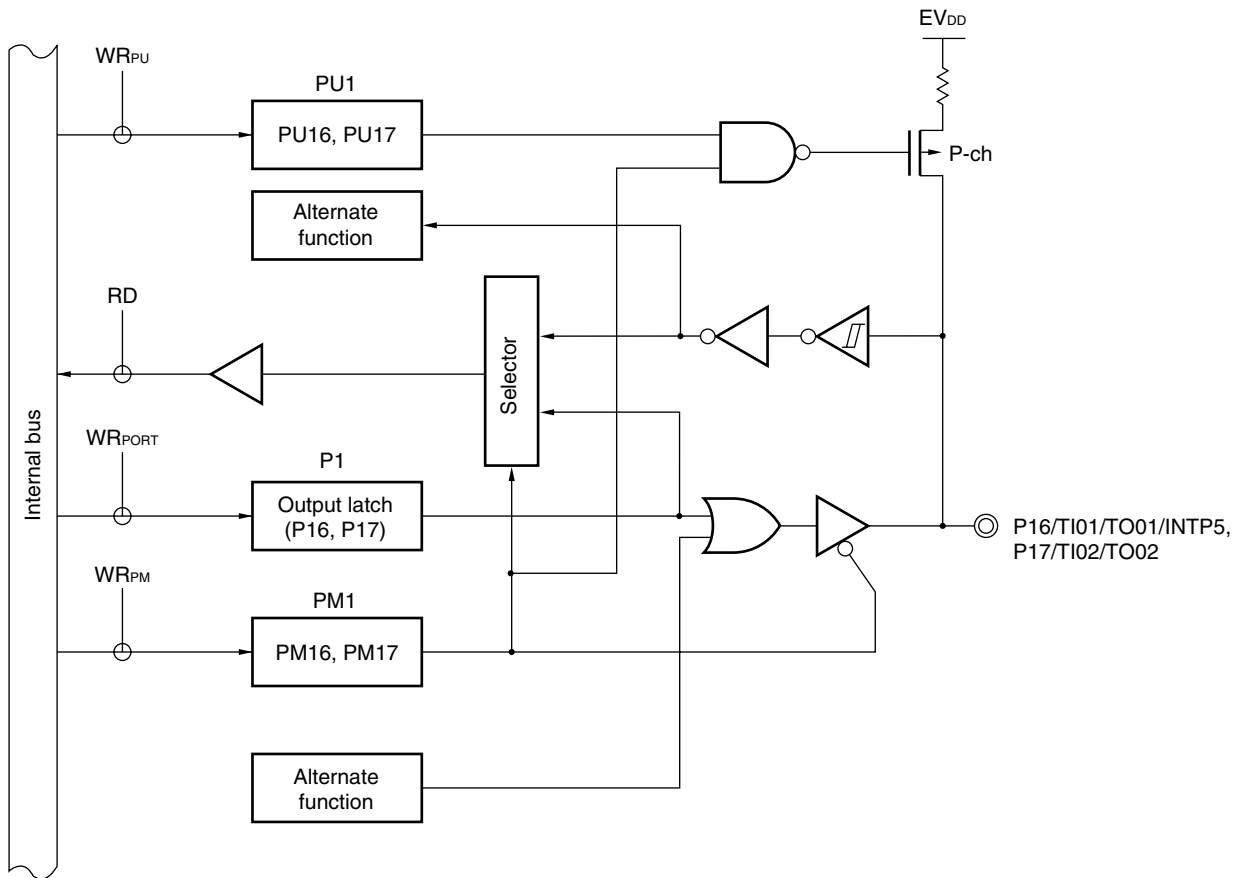 EVDD
WRPU
PU1
PU16, PU17
P-ch
Alternate
function
RD
Selector
Internal bus
WRPORT
P1
Output latch
(P16, P17)
P16/TI01/TO01/INTP5,
P17/TI02/TO02
WRPM
PM1
PM16, PM17
Alternate
function